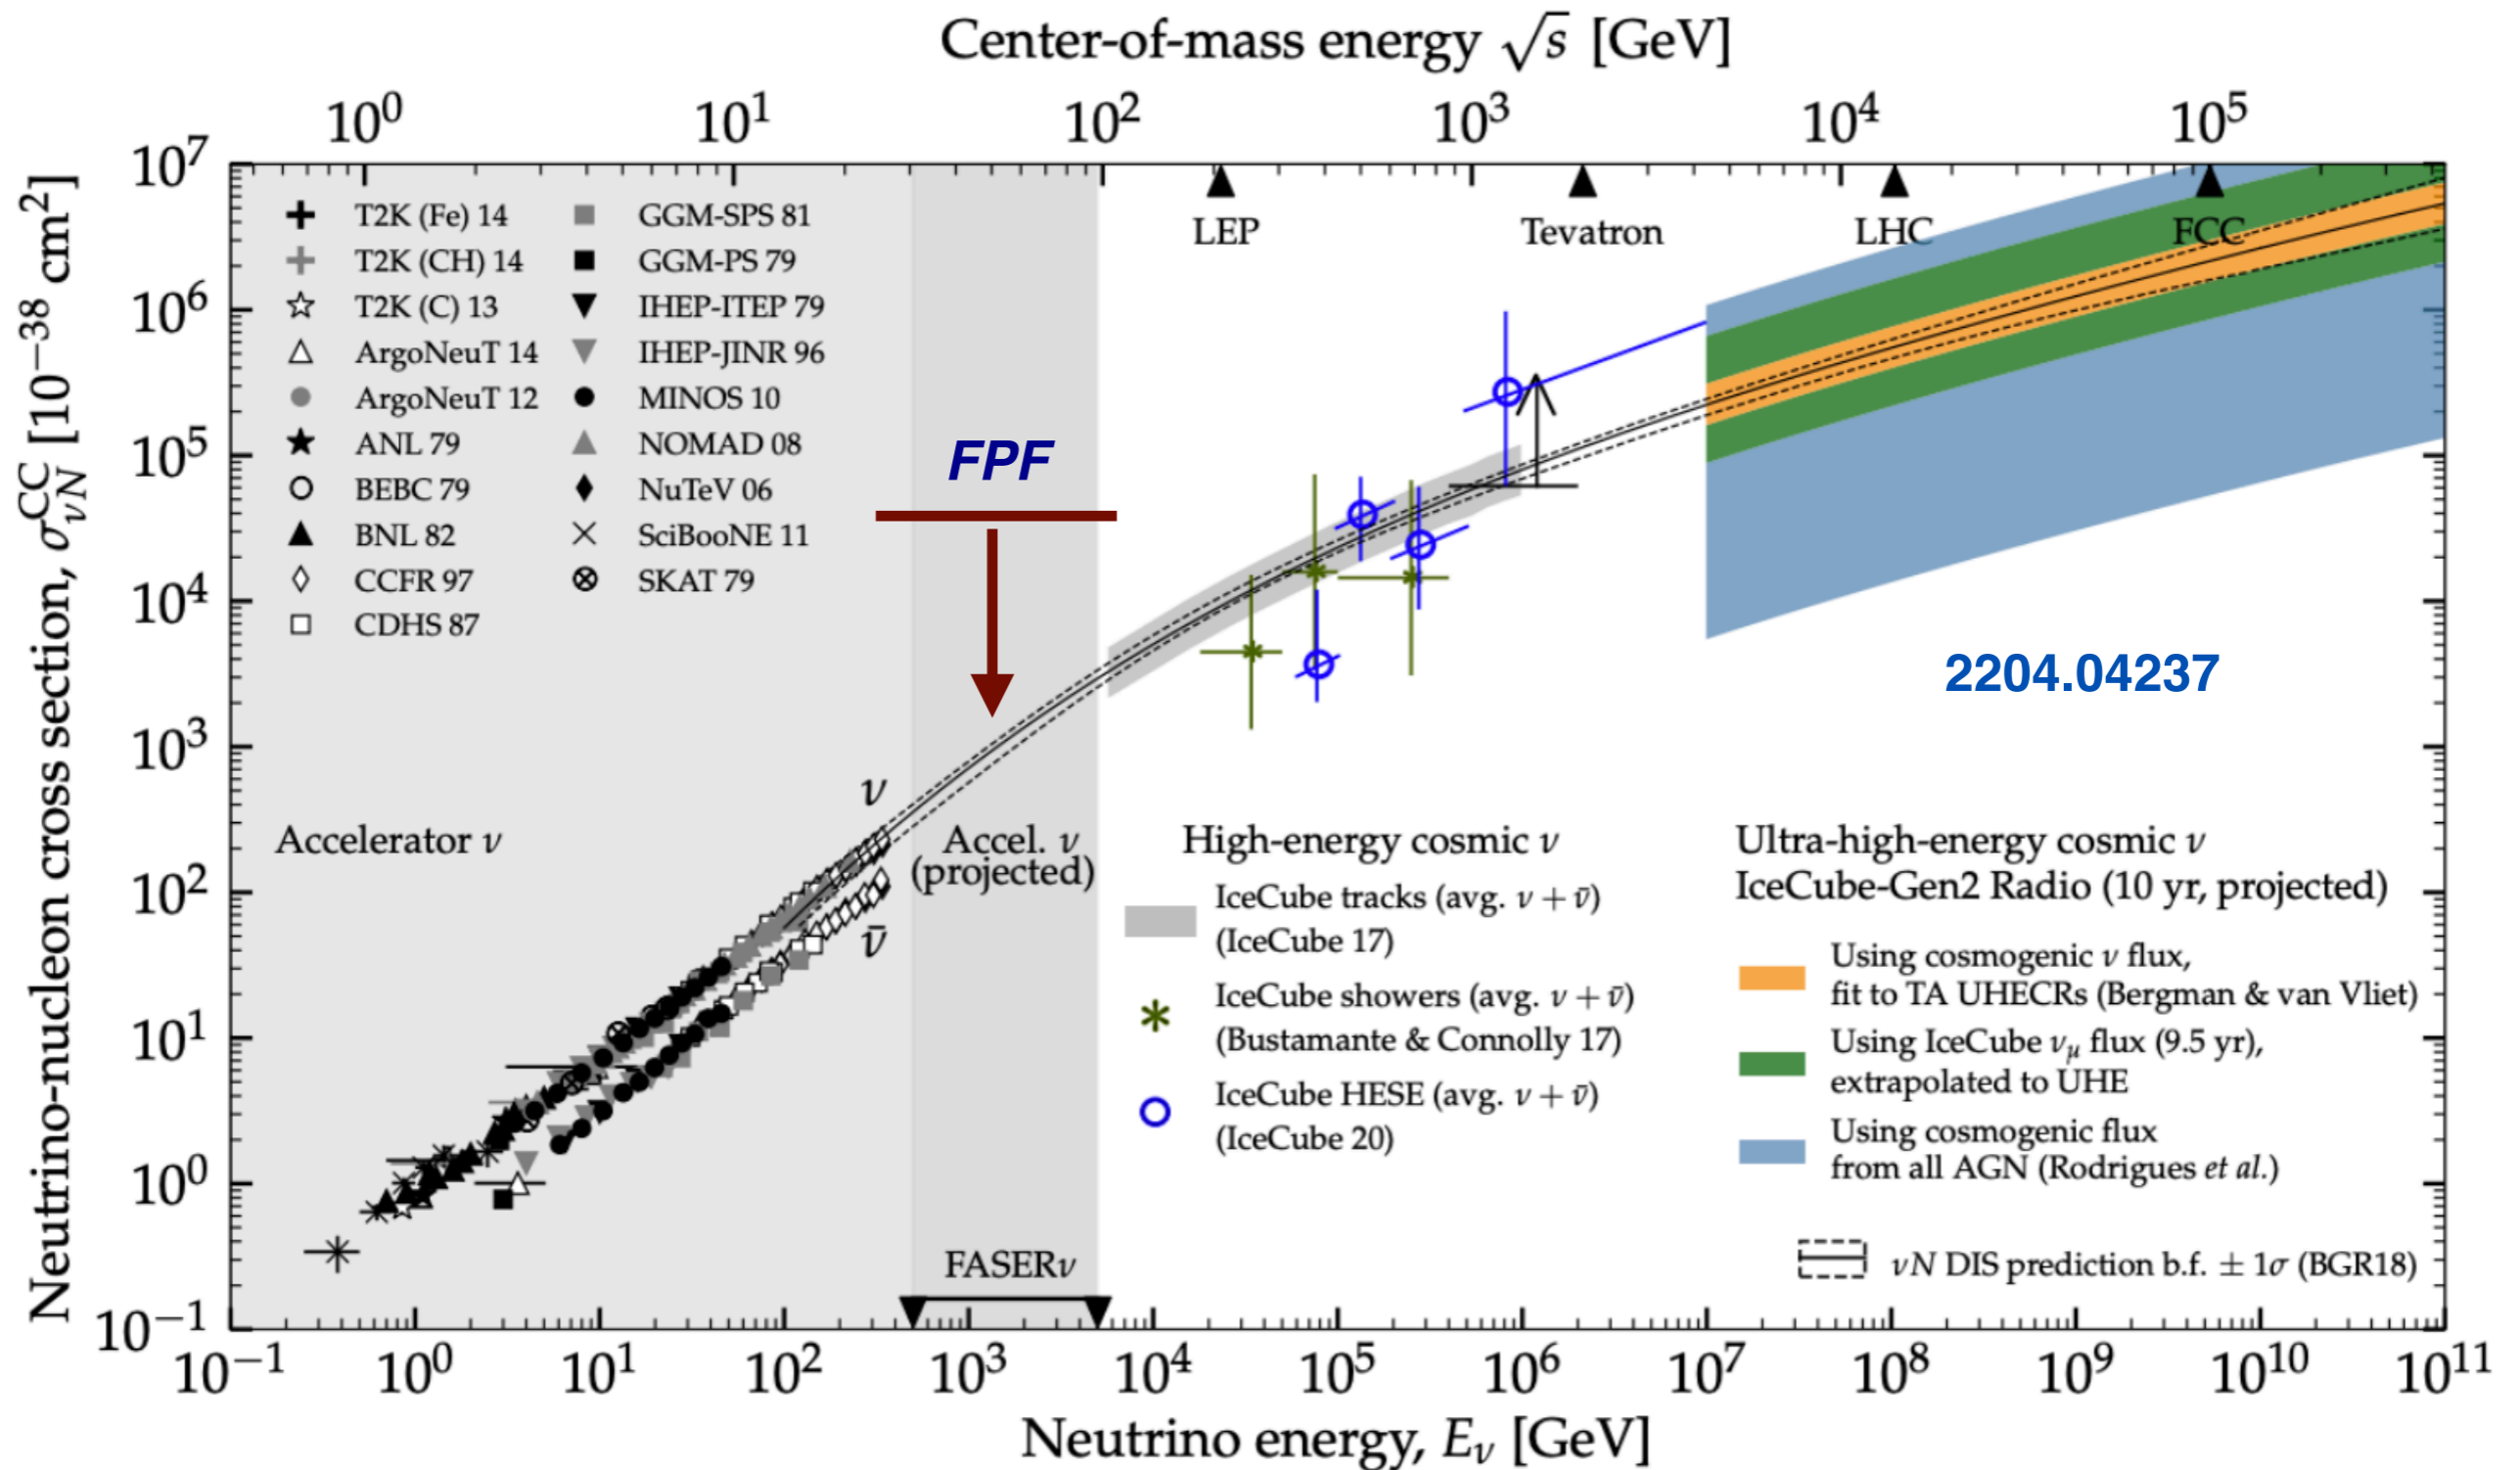 Center-of-mass energy √s [GeV]
10⁰ 10¹ 10² 10³ 10⁴ 10⁵
Neutrino-nucleon cross section, σ^CC_νN [10⁻³⁸ cm²]
10⁷
10⁶
10⁵
10⁴
10³
10²
10¹
10⁰
10⁻¹
T2K (Fe) 14
T2K (CH) 14
T2K (C) 13
ArgoNeuT 14
ArgoNeuT 12
ANL 79
BEBC 79
BNL 82
CCFR 97
CDHS 87
GGM-SPS 81
GGM-PS 79
IHEP-ITEP 79
IHEP-JINR 96
MINOS 10
NOMAD 08
NuTeV 06
SciBooNE 11
SKAT 79
FPF
LEP
Tevatron
LHC
FCC
2204.04237
ν
ν̄
Accelerator ν
Accel. ν
(projected)
FASERν
High-energy cosmic ν
IceCube tracks (avg. ν + ν̄)
(IceCube 17)
IceCube showers (avg. ν + ν̄)
(Bustamante & Connolly 17)
IceCube HESE (avg. ν + ν̄)
(IceCube 20)
Ultra-high-energy cosmic ν
IceCube-Gen2 Radio (10 yr, projected)
Using cosmogenic ν flux,
fit to TA UHECRs (Bergman & van Vliet)
Using IceCube ν_μ flux (9.5 yr),
extrapolated to UHE
Using cosmogenic flux
from all AGN (Rodrigues et al.)
νN DIS prediction b.f. ± 1σ (BGR18)
10⁻¹ 10⁰ 10¹ 10² 10³ 10⁴ 10⁵ 10⁶ 10⁷ 10⁸ 10⁹ 10¹⁰ 10¹¹
Neutrino energy, E_ν [GeV]